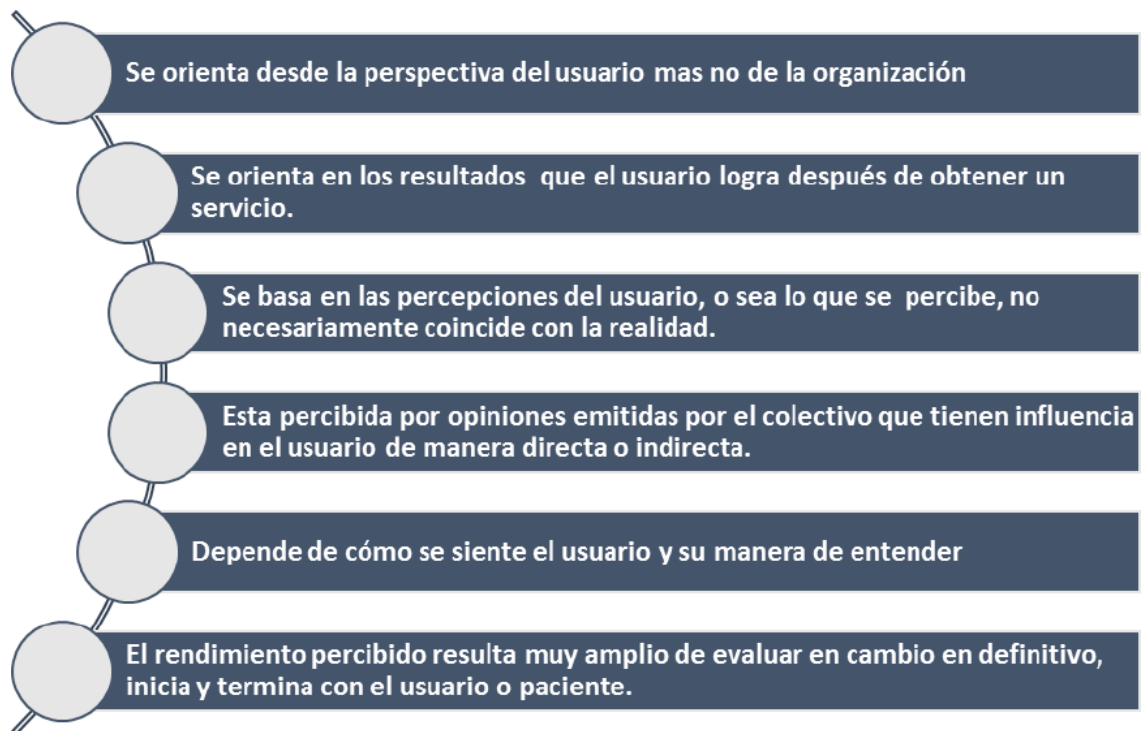 Se orienta desde la perspectiva del usuario mas no de la organización
Se orienta en los resultados que el usuario logra después de obtener un
servicio.
Se basa en las percepciones del usuario, o sea lo que se percibe, no
necesariamente coincide con la realidad.
Esta percibida por opiniones emitidas por el colectivo que tienen influencia
en el usuario de manera directa o indirecta.
Depende de cómo se siente el usuario y su manera de entender
El rendimiento percibido resulta muy amplio de evaluar en cambio en definitivo,
inicia y termina con el usuario o paciente.